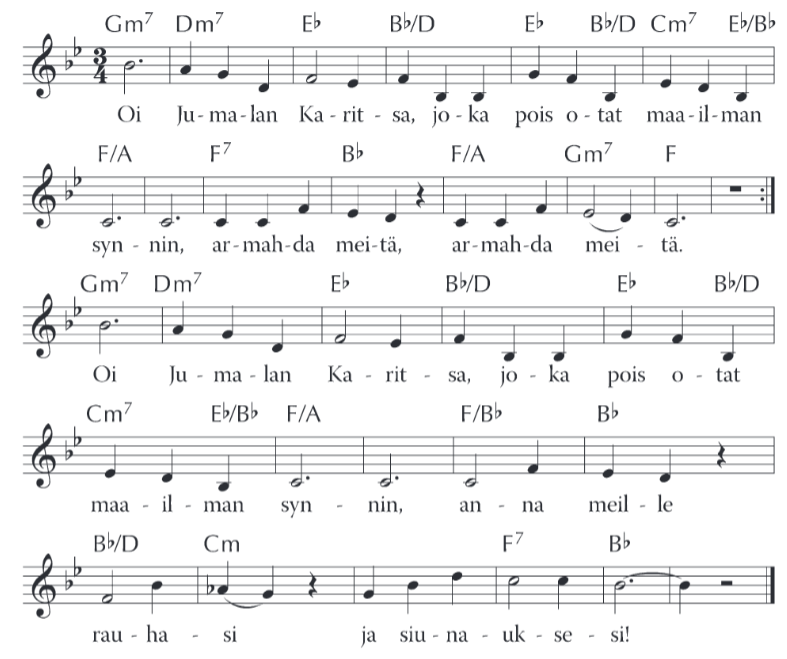 Gm7 Dm7 E♭ B♭/D E♭ B♭/D Cm7 E♭/B♭
3
4
Oi Ju-ma-lan Ka-rit-sa, jo-ka pois o-tat maa-il-man
F/A F7 B♭ F/A Gm7 F
syn-nin, ar-mah-da mei-tä, ar-mah-da mei-tä.
Gm7 Dm7 E♭ B♭/D E♭ B♭/D
Oi Ju-ma-lan Ka-rit-sa, jo-ka pois o-tat
Cm7 E♭/B♭ F/A F/B♭ B♭
maa-il-man syn-nin, an-na meil-le
B♭/D Cm F7 B♭
rau-ha-si ja siu-na-uk-se-si!